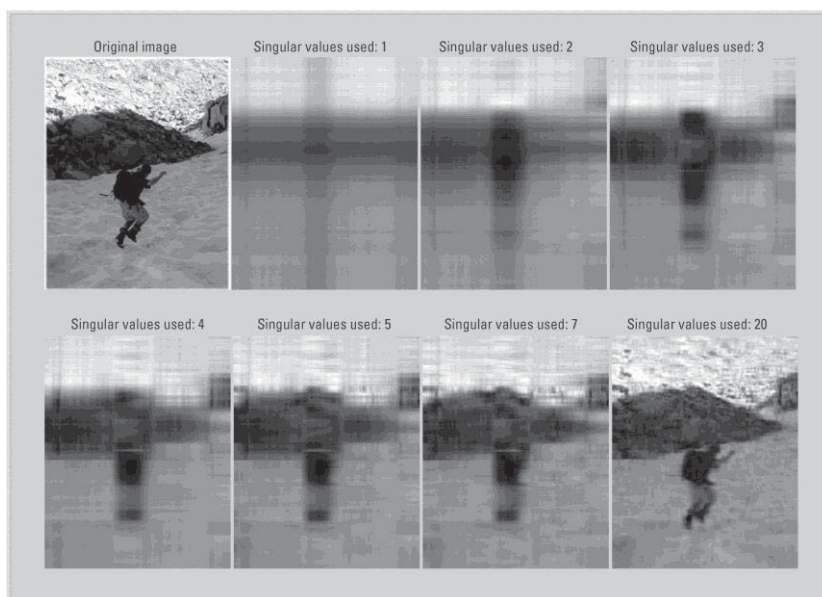 Original image
Singular values used: 1
Singular values used: 2
Singular values used: 3
Singular values used: 4
Singular values used: 5
Singular values used: 7
Singular values used: 20